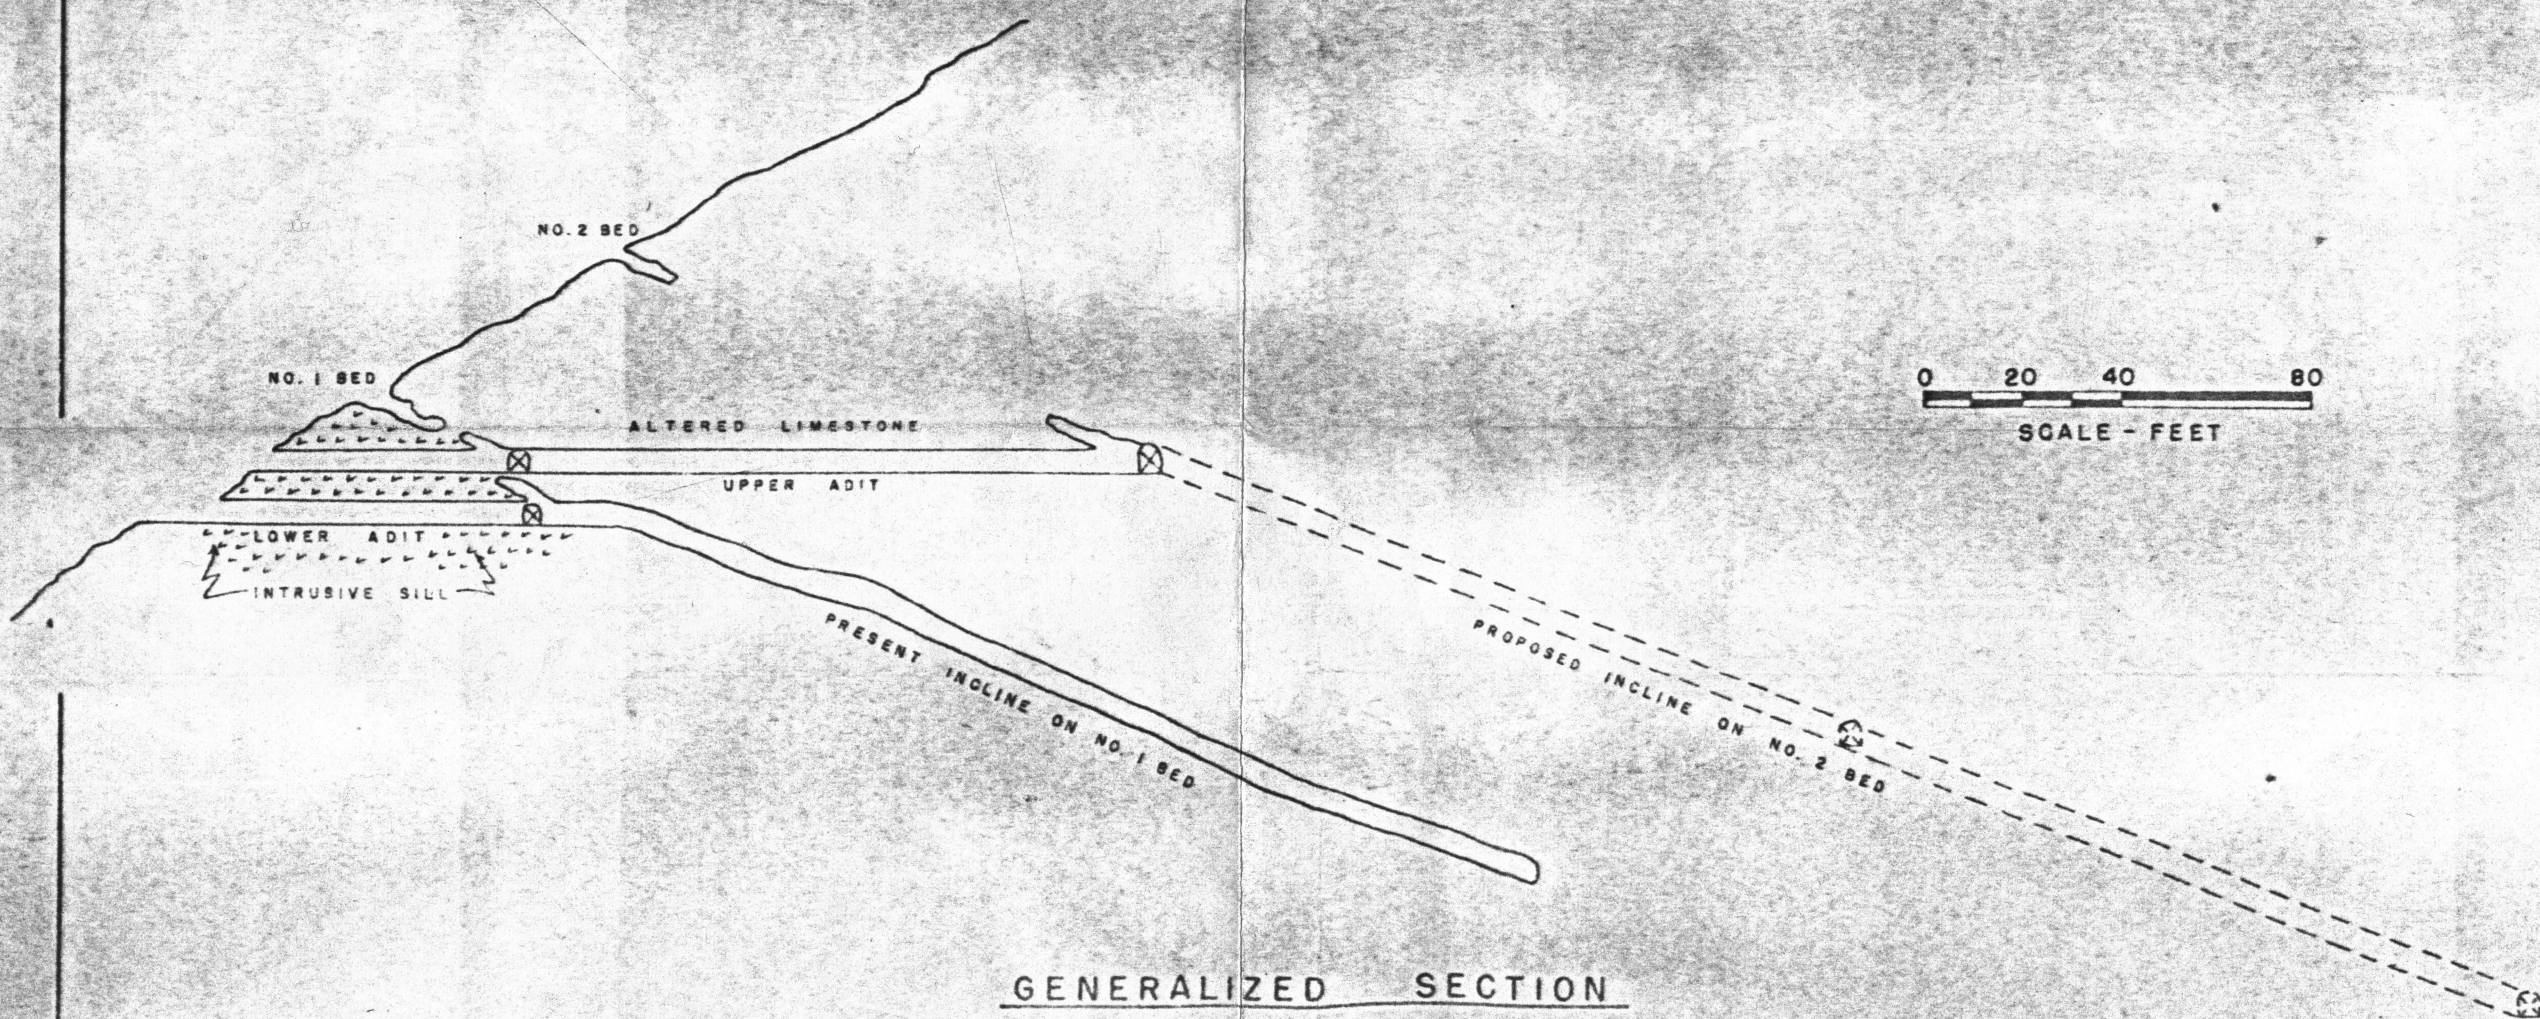 NO. 2 BED
NO. 1 BED
0 20 40 80
SCALE - FEET
ALTERED LIMESTONE
UPPER ADIT
LOWER ADIT
INTRUSIVE SILL
PRESENT INCLINE ON NO. 1 BED
PROPOSED INCLINE ON NO. 2 BED
GENERALIZED SECTION